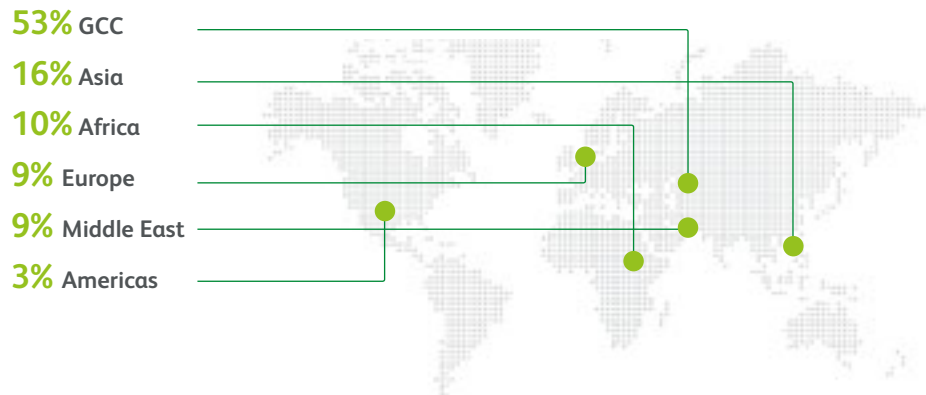 53% GCC
16% Asia
10% Africa
9% Europe
9% Middle East
3% Americas